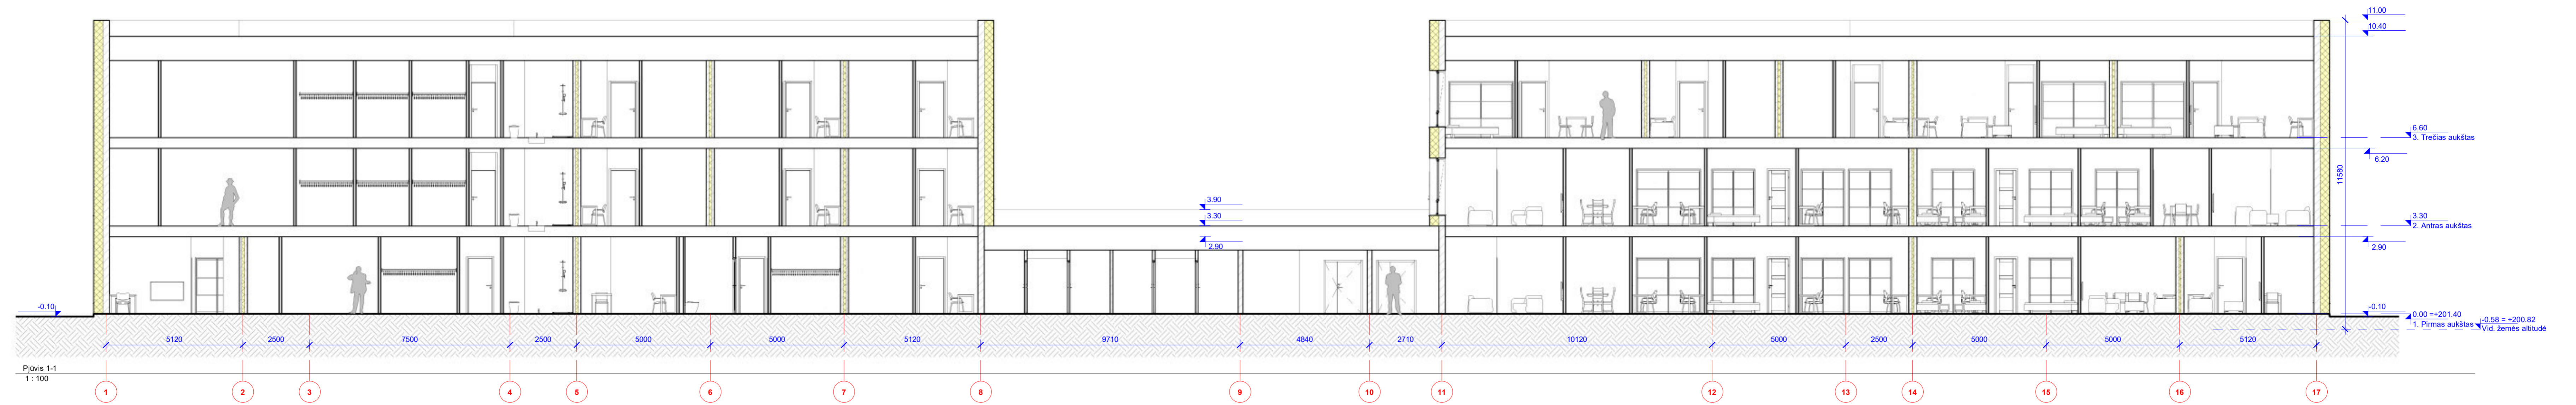 11.00
10.40
6.60
3. Trečias aukštas
6.20
11580
3.90
3.30
2.90
3.30
2. Antras aukštas
2.90
-0.10
-0.10
0.00 =+201.40
1. Pirmas aukštas
-0.58 = +200.82
Vid. žemės altitudė
5120 2500 7500 2500 5000 5000 5120 9710 4840 2710 10120 5000 2500 5000 5000 5120
Pjūvis 1-1
1 : 100
1 2 3 4 5 6 7 8 9 10 11 12 13 14 15 16 17